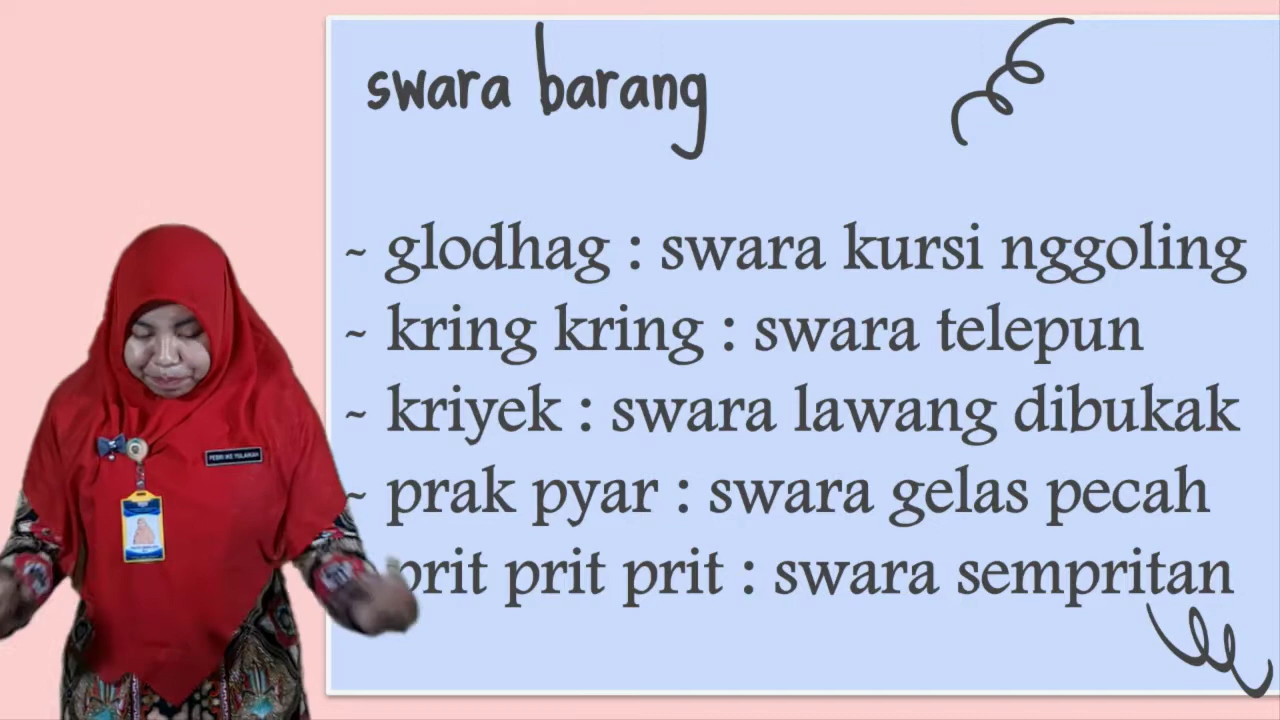 swara barang
~ glodhag : swara kursi nggoling
~ kring kring : swara telepun
~ kriyek : swara lawang dibukak
~ prak pyar : swara gelas pecah
prit prit prit : swara sempritan